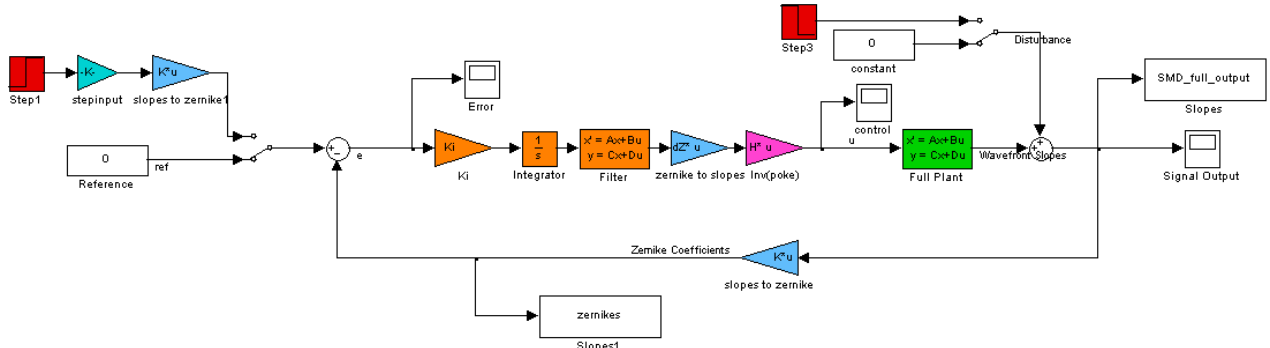 Step1
-K-
stepinput
K*u
slopes to zernike1
0
Reference
ref
+
-
e
Error
Ki
Ki
1
s
Integrator
x' = Ax+Bu
y = Cx+Du
Filter
dZ* u
zernike to slopes
H* u
Inv(poke)
u
control
Step3
0
constant
Disturbance
x' = Ax+Bu
y = Cx+Du
Full Plant
Wavefront Slopes
+
+
SMD_full_output
Slopes
Signal Output
K*u
slopes to zernike
Zernike Coefficients
zernikes
Slopes1